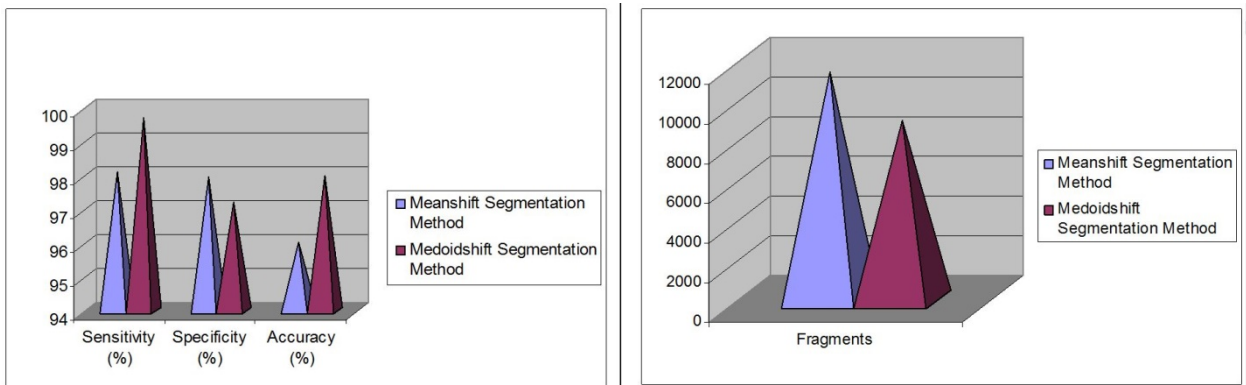 100
99
98
97
96
95
94
Sensitivity
(%)
Specificity
(%)
Accuracy
(%)
Meanshift Segmentation
Method
Medoidshift Segmentation
Method
12000
10000
8000
6000
4000
2000
0
Fragments
Meanshift Segmentation
Method
Medoidshift
Segmentation Method